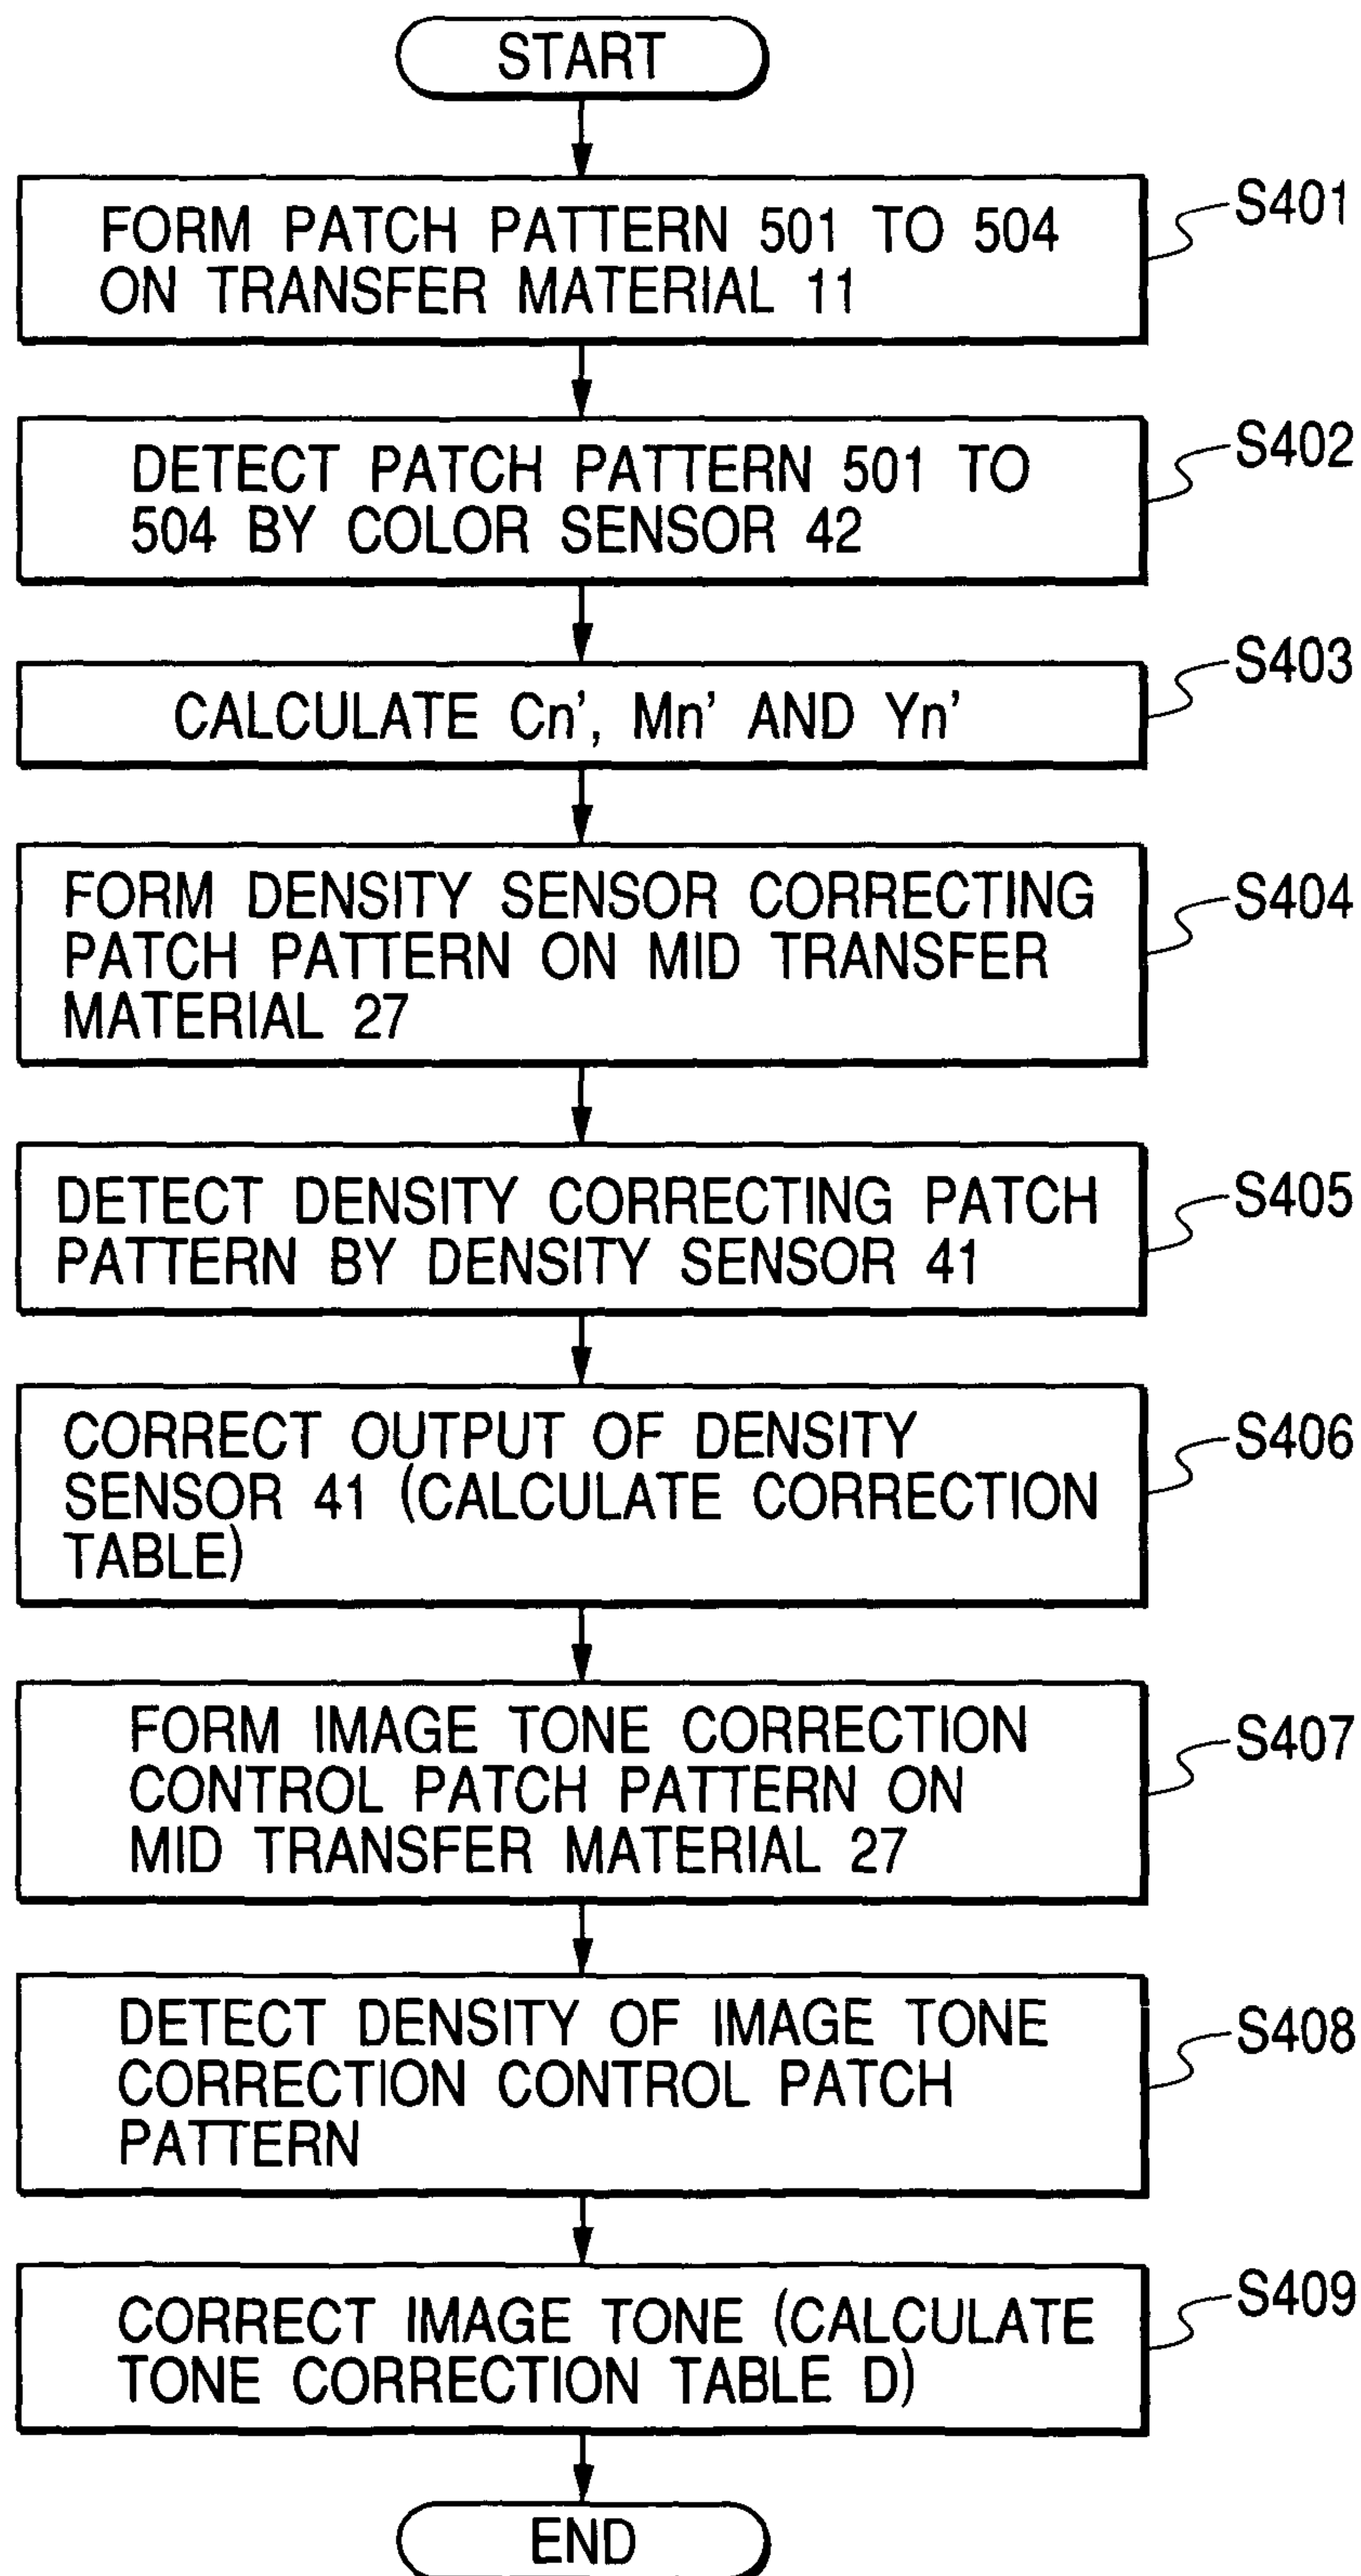 START
FORM PATCH PATTERN 501 TO 504
ON TRANSFER MATERIAL 11
S401
DETECT PATCH PATTERN 501 TO
504 BY COLOR SENSOR 42
S402
CALCULATE Cn’, Mn’ AND Yn’
S403
FORM DENSITY SENSOR CORRECTING
PATCH PATTERN ON MID TRANSFER
MATERIAL 27
S404
DETECT DENSITY CORRECTING PATCH
PATTERN BY DENSITY SENSOR 41
S405
CORRECT OUTPUT OF DENSITY
SENSOR 41 (CALCULATE CORRECTION
TABLE)
S406
FORM IMAGE TONE CORRECTION
CONTROL PATCH PATTERN ON
MID TRANSFER MATERIAL 27
S407
DETECT DENSITY OF IMAGE TONE
CORRECTION CONTROL PATCH
PATTERN
S408
CORRECT IMAGE TONE (CALCULATE
TONE CORRECTION TABLE D)
S409
END